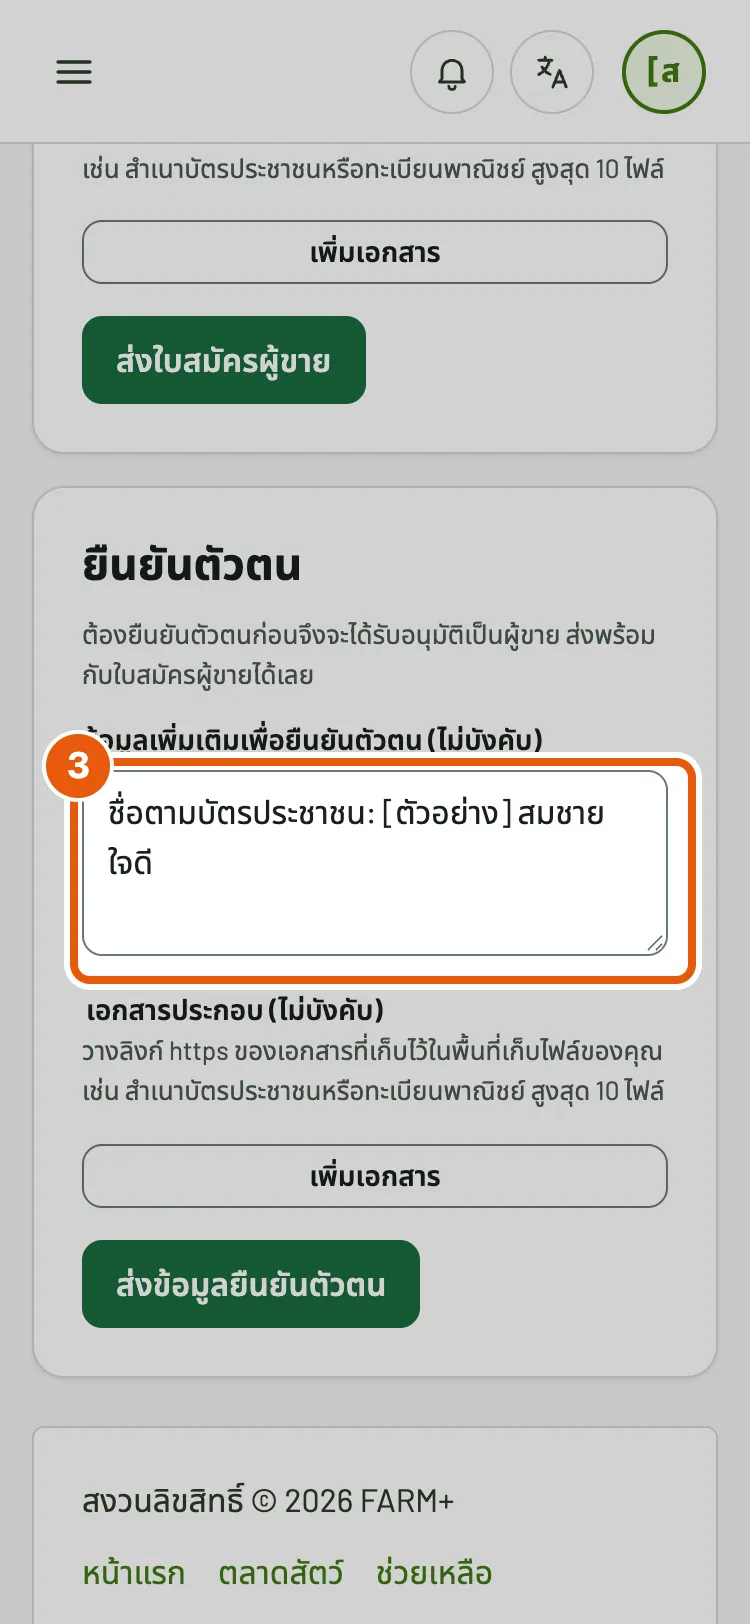 [ส
เช่น สำเนาบัตรประชาชนหรือทะเบียนพาณิชย์ สูงสุด 10 ไฟล์
เพิ่มเอกสาร
ส่งใบสมัครผู้ขาย
ยืนยันตัวตน
ต้องยืนยันตัวตนก่อนจึงจะได้รับอนุมัติเป็นผู้ขาย ส่งพร้อม
กับใบสมัครผู้ขายได้เลย
ข้อมูลเพิ่มเติมเพื่อยืนยันตัวตน (ไม่บังคับ)
3
ชื่อตามบัตรประชาชน: [ตัวอย่าง] สมชาย
ใจดี
เอกสารประกอบ (ไม่บังคับ)
วางลิงก์ https ของเอกสารที่เก็บไว้ในพื้นที่เก็บไฟล์ของคุณ
เช่น สำเนาบัตรประชาชนหรือทะเบียนพาณิชย์ สูงสุด 10 ไฟล์
เพิ่มเอกสาร
ส่งข้อมูลยืนยันตัวตน
สงวนลิขสิทธิ์ © 2026 FARM+
หน้าแรก ตลาดสัตว์ ช่วยเหลือ